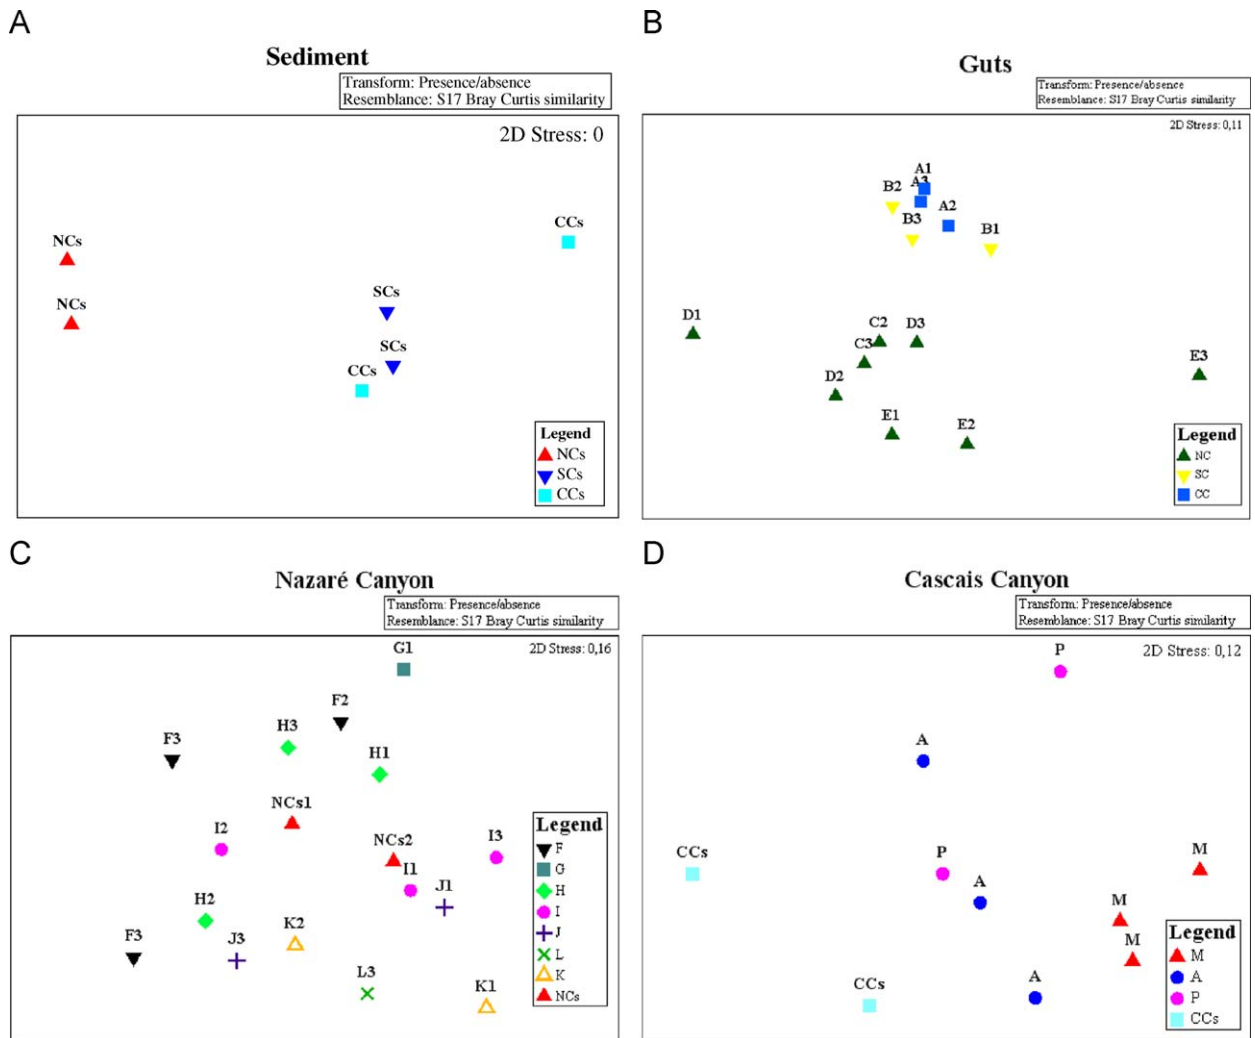 A
Sediment
Transform: Presence/absence
Resemblance: S17 Bray Curtis similarity
2D Stress: 0
NCs
NCs
CCs
SCs
SCs
CCs
Legend
NCs
SCs
CCs
B
Guts
Transform: Presence/absence
Resemblance: S17 Bray Curtis similarity
2D Stress: 0,11
A1
A3
B2
A2
B3
B1
D1
C2
D3
C3
E3
D2
E1
E2
Legend
NC
SC
CC
C
Nazaré Canyon
Transform: Presence/absence
Resemblance: S17 Bray Curtis similarity
2D Stress: 0,16
G1
F2
H3
F3
H1
NCs1
I2
NCs2
I3
I1
J1
H2
K2
F3
J3
L3
K1
Legend
F
G
H
I
J
L
K
NCs
D
Cascais Canyon
Transform: Presence/absence
Resemblance: S17 Bray Curtis similarity
2D Stress: 0,12
P
A
CCs
P
M
A
M
M
CCs
A
Legend
M
A
P
CCs